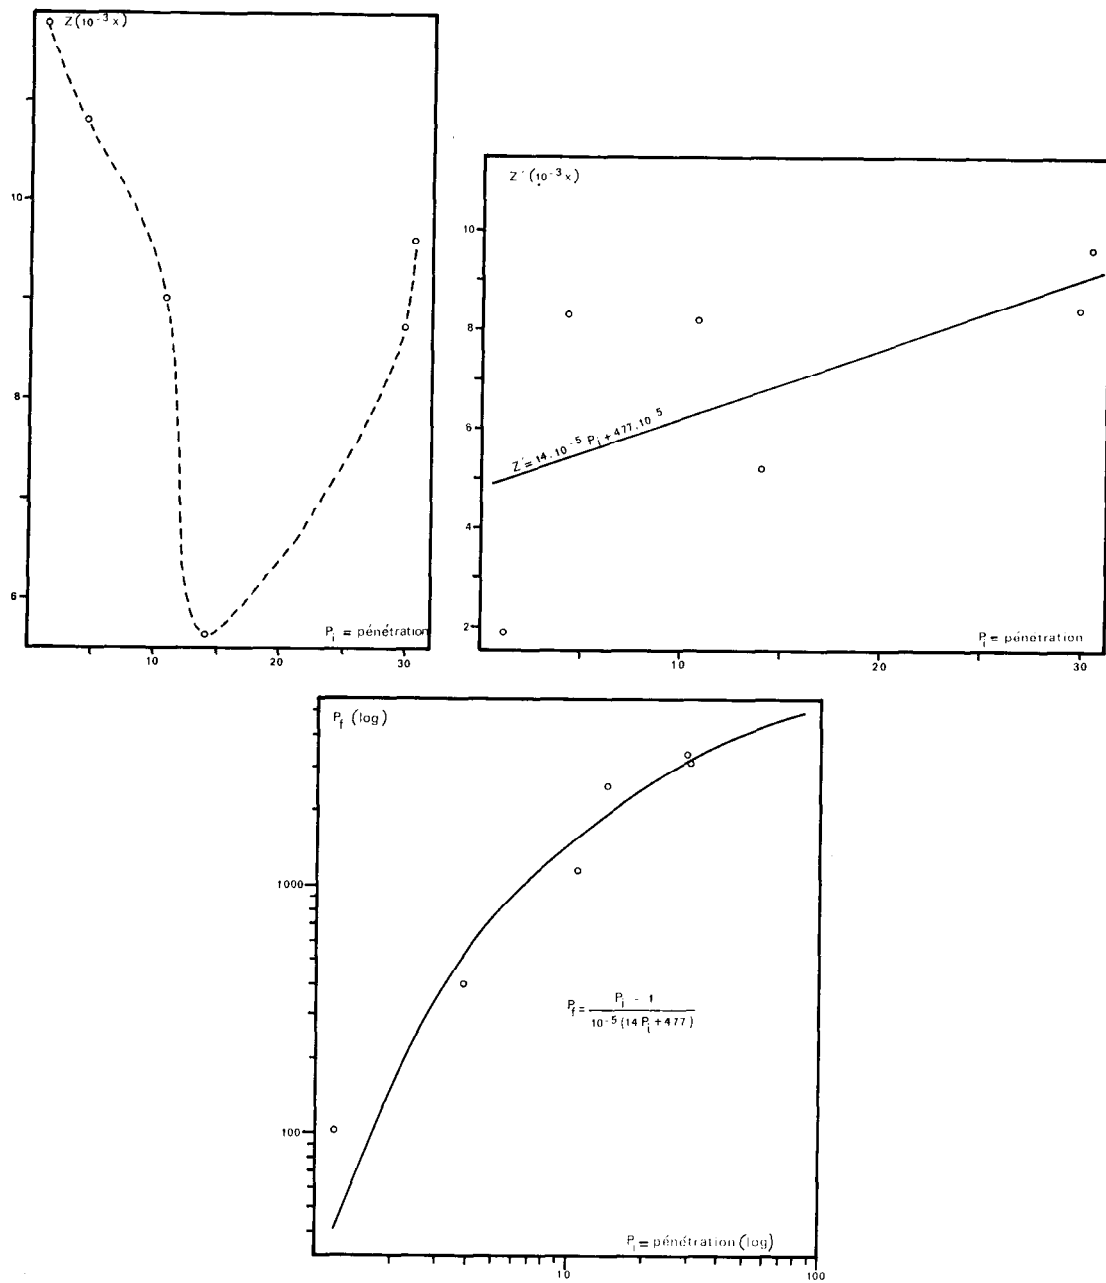 Z (10⁻³ x)
10
8
6
Pᵢ = pénétration
10
20
30
Z´ (10⁻³ x)
10
8
6
4
2
Z´= 14.10⁻⁵ Pᵢ + 477.10⁵
Pᵢ = pénétration
10
20
30
P_f (log)
1000
100
P_f = Pᵢ - 1 / 10⁻⁵ (14 Pᵢ + 477)
Pᵢ = pénétration (log)
10
100